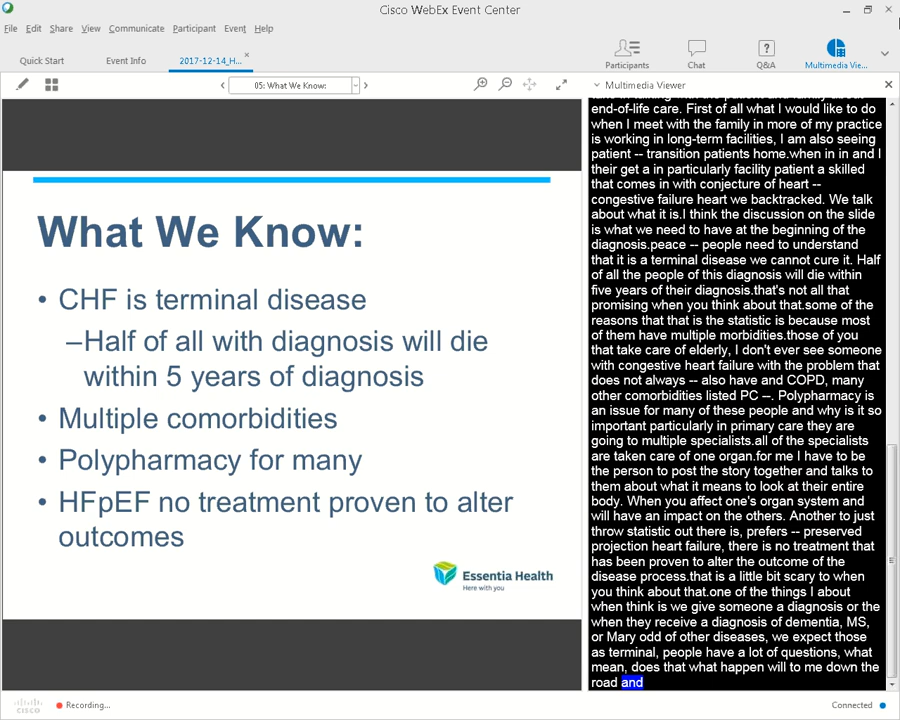 Cisco WebEx Event Center
File Edit Share View Communicate Participant Event Help
Quick Start Event Info 2017-12-14_H...
Participants Chat Q&A Multimedia Vie...
05: What We Know:
Multimedia Viewer
What We Know:
• CHF is terminal disease
–Half of all with diagnosis will die
within 5 years of diagnosis
• Multiple comorbidities
• Polypharmacy for many
• HFpEF no treatment proven to alter
outcomes
Essentia Health
Here with you
end-of-life care. First of all what I would like to do
when I meet with the family in more of my practice
is working in long-term facilities, I am also seeing
patient -- transition patients home.when in in and I
their get a in particularly facility patient a skilled
that comes in with conjecture of heart --
congestive failure heart we backtracked. We talk
about what it is.I think the discussion on the slide
is what we need to have at the beginning of the
diagnosis.peace -- people need to understand
that it is a terminal disease we cannot cure it. Half
of all the people of this diagnosis will die within
five years of their diagnosis.that's not all that
promising when you think about that.some of the
reasons that that is the statistic is because most
of them have multiple morbidities.those of you
that take care of elderly, I don't ever see someone
with congestive heart failure with the problem that
does not always -- also have and COPD, many
other comorbidities listed PC --. Polypharmacy is
an issue for many of these people and why is it so
important particularly in primary care they are
going to multiple specialists.all of the specialists
are taken care of one organ.for me I have to be
the person to post the story together and talks to
them about what it means to look at their entire
body. When you affect one's organ system and
will have an impact on the others. Another to just
throw statistic out there is, prefers -- preserved
projection heart failure, there is no treatment that
has been proven to alter the outcome of the
disease process.that is a little bit scary to when
you think about that.one of the things I about
when think is we give someone a diagnosis or the
when they receive a diagnosis of dementia, MS,
or Mary odd of other diseases, we expect those
as terminal, people have a lot of questions, what
mean, does that what happen will to me down the
road and
cisco
Recording...
Connected